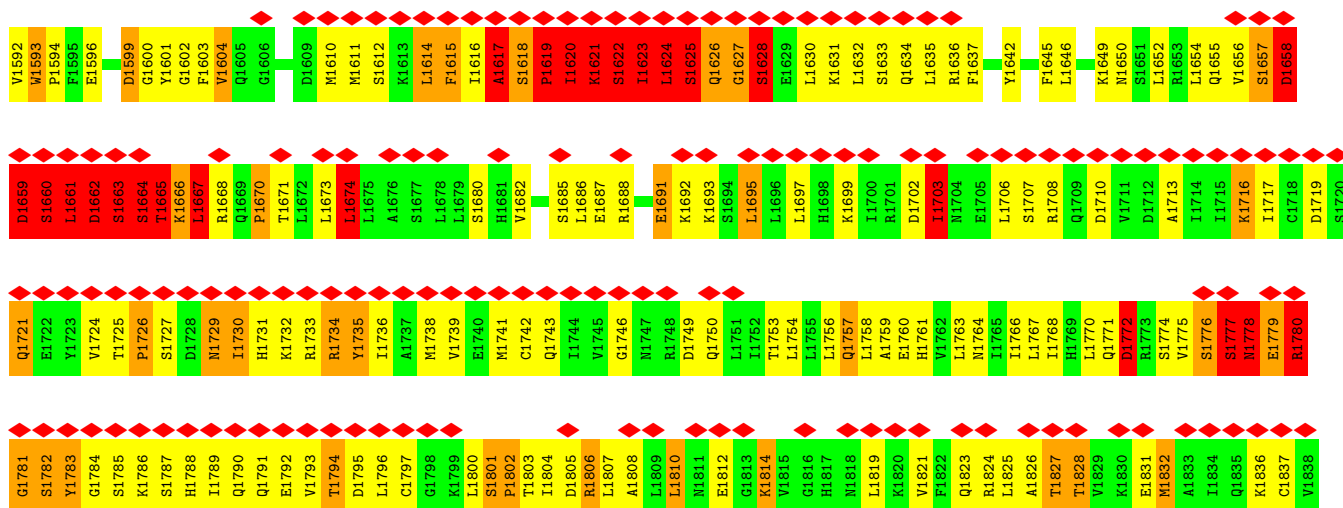 V1592 W1593 P1594 F1595 E1596 D1599 G1600 Y1601 G1602 F1603 V1604 Q1605 G1606 D1609 M1610 M1611 S1612 K1613 L1614 F1615 I1616 A1617 S1618 P1619 I1620 K1621 S1622 I1623 L1624 S1625 Q1626 G1627 S1628 E1629 L1630 K1631 L1632 S1633 Q1634 L1635 R1636 F1637 Y1642 F1645 L1646 K1649 N1650 S1651 L1652 R1653 L1654 Q1655 V1656 S1657 D1658
D1659 S1660 L1661 D1662 S1663 S1664 T1665 K1666 L1667 R1668 Q1669 P1670 T1671 L1672 L1673 L1674 L1675 A1676 S1677 L1678 L1679 S1680 H1681 V1682 S1685 L1686 E1687 R1688 E1691 K1692 K1693 S1694 L1695 L1696 L1697 H1698 K1699 I1700 R1701 D1702 I1703 N1704 E1705 L1706 S1707 R1708 Q1709 D1710 V1711 D1712 A1713 I1714 I1715 K1716 I1717 C1718 D1719 S1720
Q1721 E1722 Y1723 V1724 T1725 P1726 S1727 D1728 N1729 I1730 H1731 K1732 R1733 R1734 Y1735 I1736 A1737 M1738 V1739 E1740 M1741 C1742 Q1743 I1744 V1745 G1746 N1747 R1748 D1749 Q1750 L1751 I1752 T1753 L1754 L1755 L1756 Q1757 L1758 A1759 E1760 H1761 V1762 L1763 N1764 I1765 I1766 L1767 I1768 H1769 L1770 Q1771 D1772 R1773 S1774 V1775 S1776 S1777 N1778 E1779 R1780
G1781 S1782 Y1783 G1784 S1785 K1786 S1787 H1788 I1789 Q1790 Q1791 E1792 V1793 T1794 D1795 L1796 C1797 G1798 K1799 L1800 S1801 P1802 T1803 I1804 D1805 R1806 L1807 A1808 L1809 L1810 N1811 E1812 G1813 K1814 V1815 G1816 H1817 N1818 L1819 K1820 V1821 F1822 Q1823 R1824 L1825 A1826 T1827 T1828 V1829 K1830 E1831 M1832 A1833 I1834 Q1835 K1836 C1837 V1838